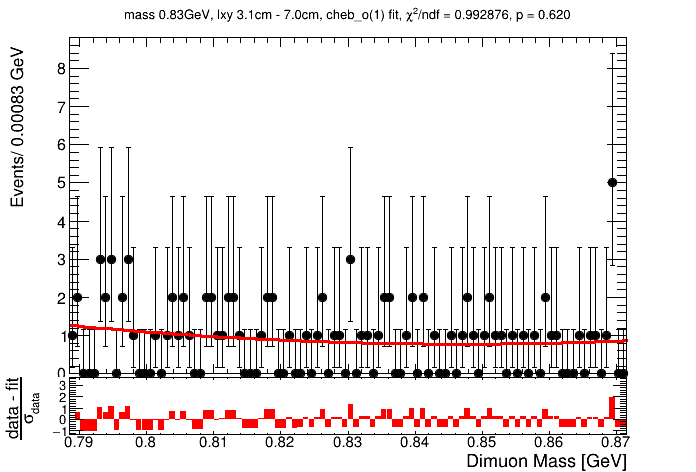 mass 0.83GeV, lxy 3.1cm - 7.0cm, cheb_o(1) fit, χ²/ndf = 0.992876, p = 0.620
Events/ 0.00083 GeV
8
7
6
5
4
3
2
1
0
data - fit
σdata
3
2
1
0
−1
0.79 0.8 0.81 0.82 0.83 0.84 0.85 0.86 0.87
Dimuon Mass [GeV]